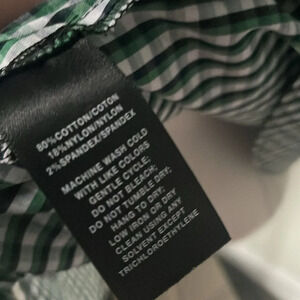 80%COTTON/COTON
18%NYLON/NYLON
2%SPANDEX/SPANDEX
MACHINE WASH COLD
WITH LIKE COLORS
GENTLE CYCLE;
DO NOT BLEACH;
DO NOT TUMBLE DRY;
HANG TO DRY;
LOW IRON OR DRY
CLEAN USING ANY
SOLVENT EXCEPT
TRICHLOROETHYLENE